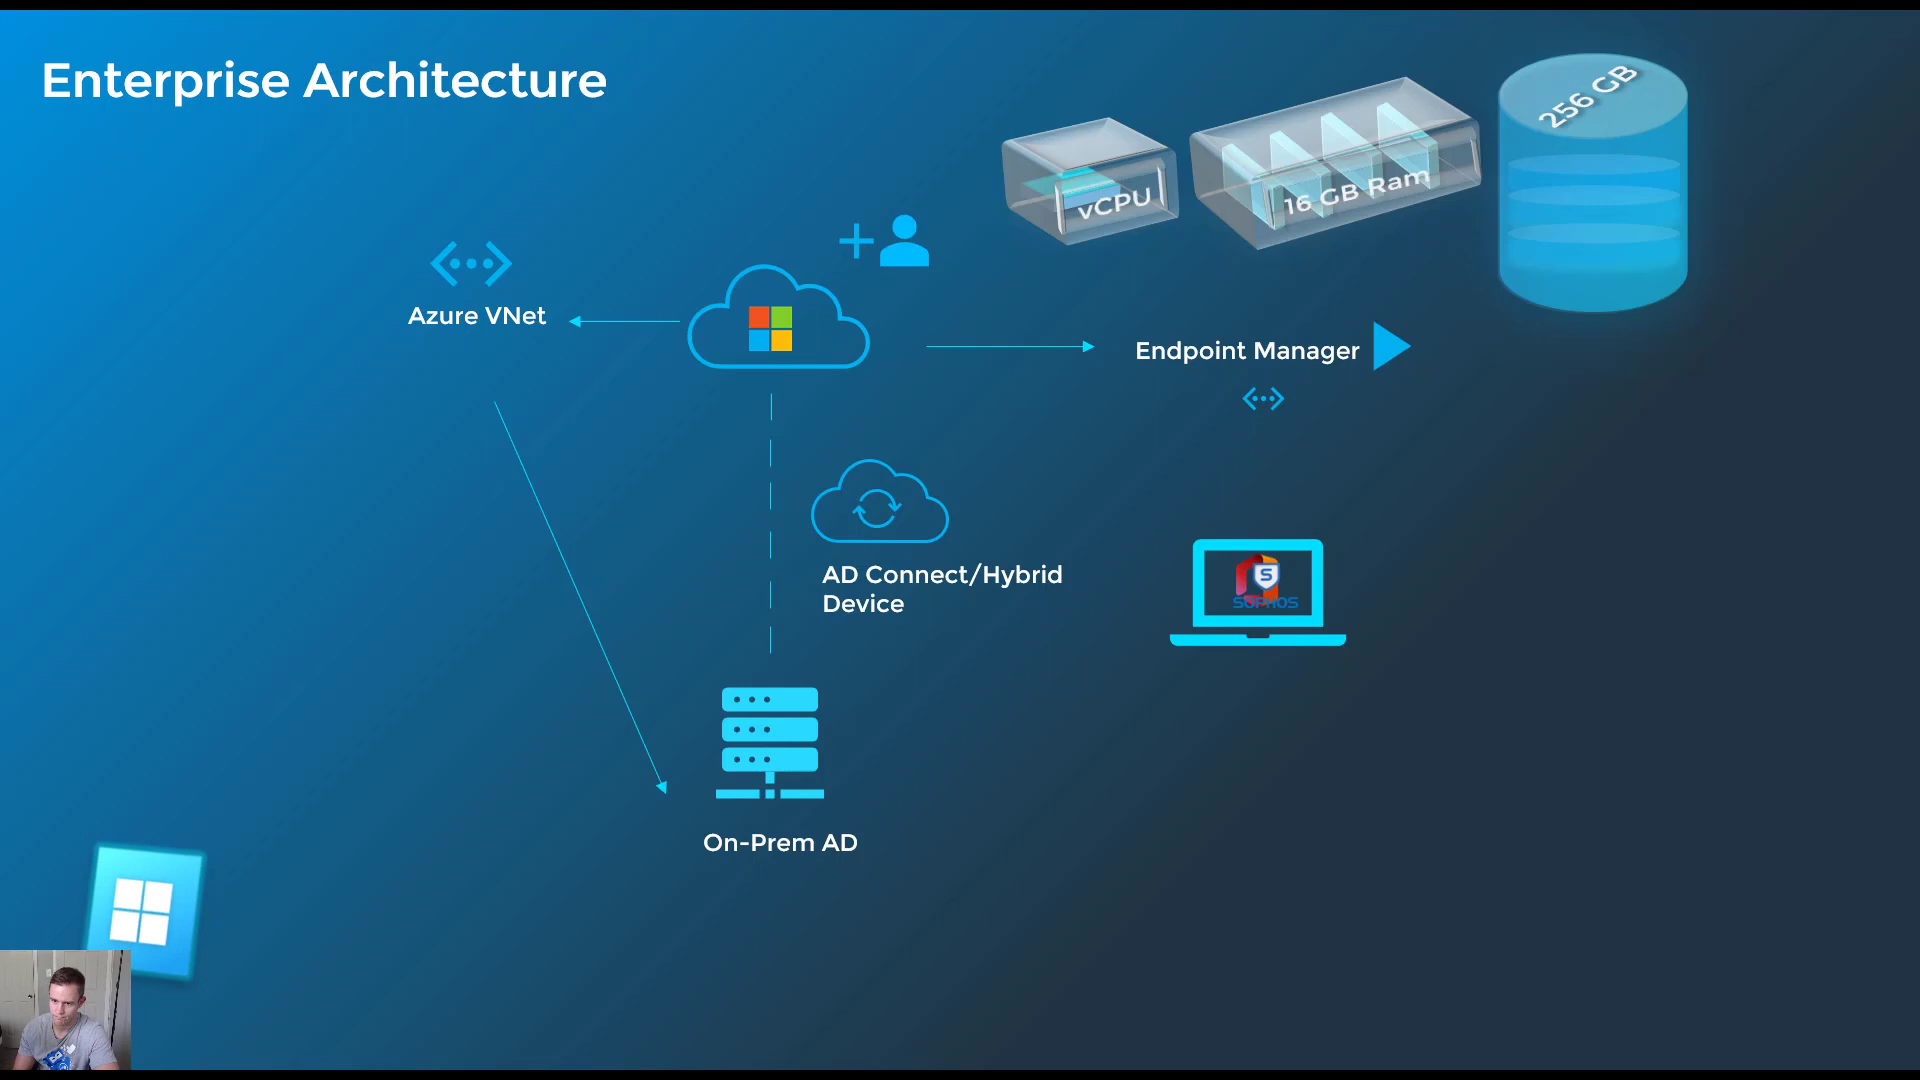 Enterprise Architecture
256 GB
vCPU
16 GB Ram
Azure VNet
Endpoint Manager
AD Connect/Hybrid
Device
S
SOPHOS
On-Prem AD